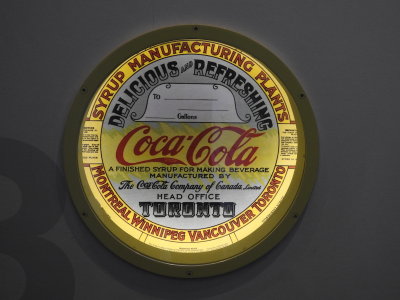 SYRUP MANUFACTURING PLANTS
DELICIOUS AND REFRESHING
TO
Gallons
Coca-Cola
A FINISHED SYRUP FOR MAKING BEVERAGE
MANUFACTURED BY
The Coca-Cola Company of Canada, Limited
HEAD OFFICE
TORONTO
MONTREAL WINNIPEG VANCOUVER TORONTO